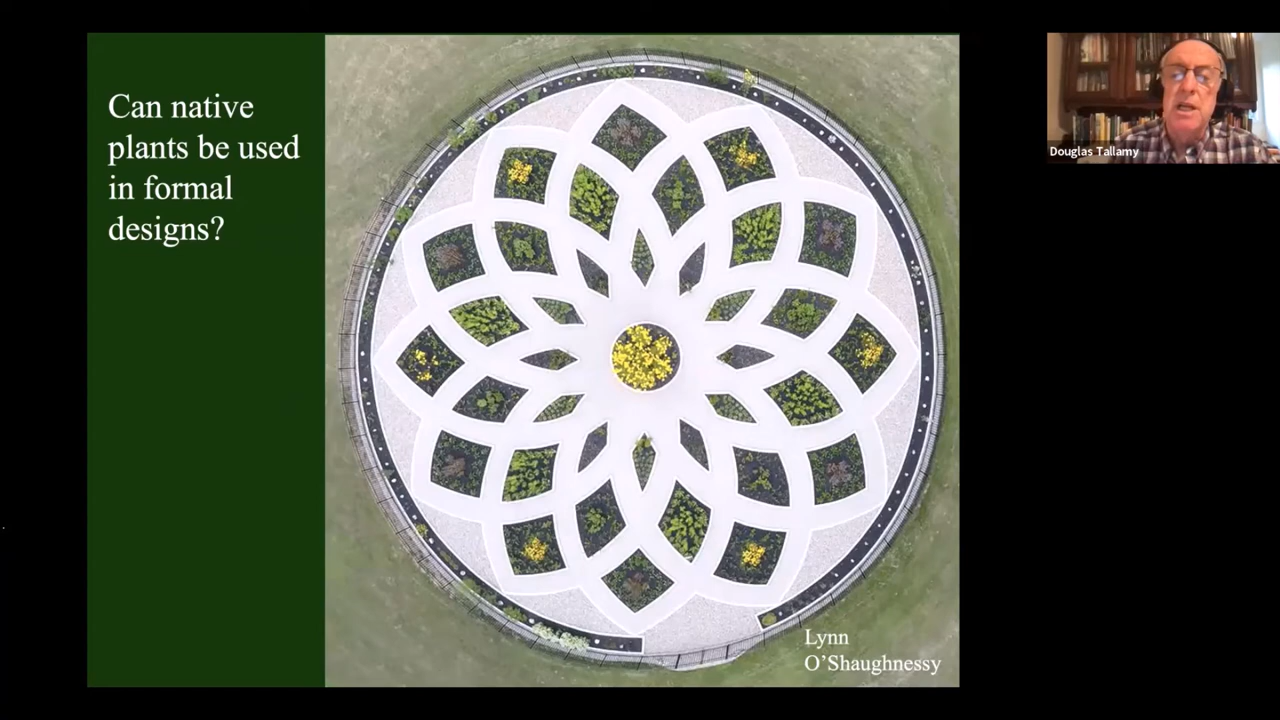 Can native
plants be used
in formal
designs?
Lynn
O’Shaughnessy
Douglas Tallamy